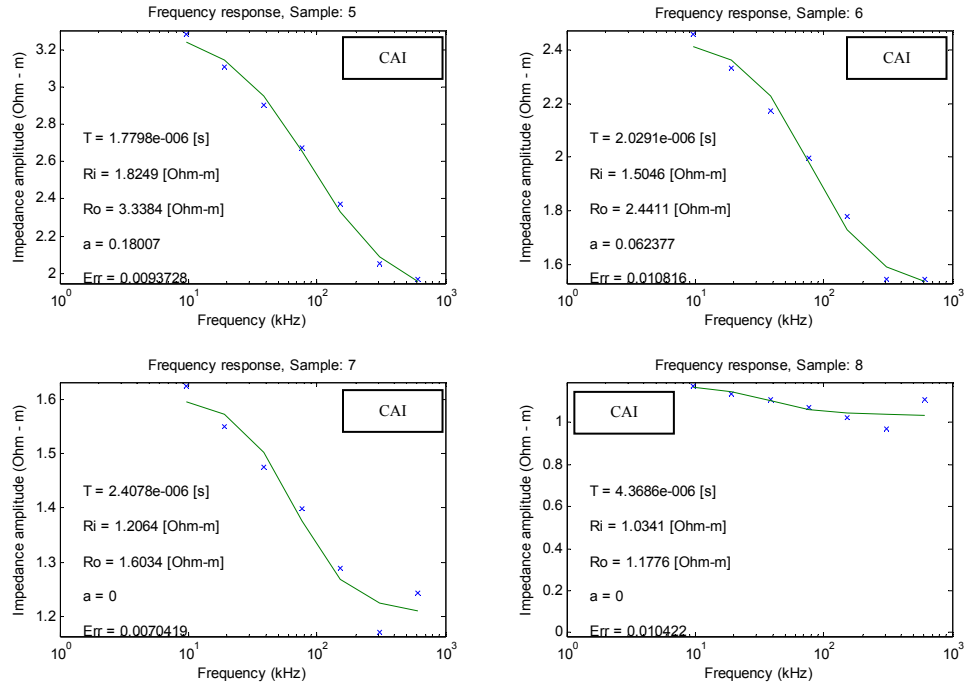 Frequency response, Sample: 5
CAI
3.2
3
2.8
2.6
2.4
2.2
2
Impedance amplitude (Ohm - m)
T = 1.7798e-006 [s]
Ri = 1.8249 [Ohm-m]
Ro = 3.3384 [Ohm-m]
a = 0.18007
Err = 0.0093728
10^0 10^1 10^2 10^3
Frequency (kHz)
Frequency response, Sample: 6
CAI
2.4
2.2
2
1.8
1.6
Impedance amplitude (Ohm - m)
T = 2.0291e-006 [s]
Ri = 1.5046 [Ohm-m]
Ro = 2.4411 [Ohm-m]
a = 0.062377
Err = 0.010816
10^0 10^1 10^2 10^3
Frequency (kHz)
Frequency response, Sample: 7
CAI
1.6
1.5
1.4
1.3
1.2
Impedance amplitude (Ohm - m)
T = 2.4078e-006 [s]
Ri = 1.2064 [Ohm-m]
Ro = 1.6034 [Ohm-m]
a = 0
Err = 0.0070419
10^0 10^1 10^2 10^3
Frequency (kHz)
Frequency response, Sample: 8
CAI
1
0.8
0.6
0.4
0.2
0
Impedance amplitude (Ohm - m)
T = 4.3686e-006 [s]
Ri = 1.0341 [Ohm-m]
Ro = 1.1776 [Ohm-m]
a = 0
Err = 0.010422
10^0 10^1 10^2 10^3
Frequency (kHz)